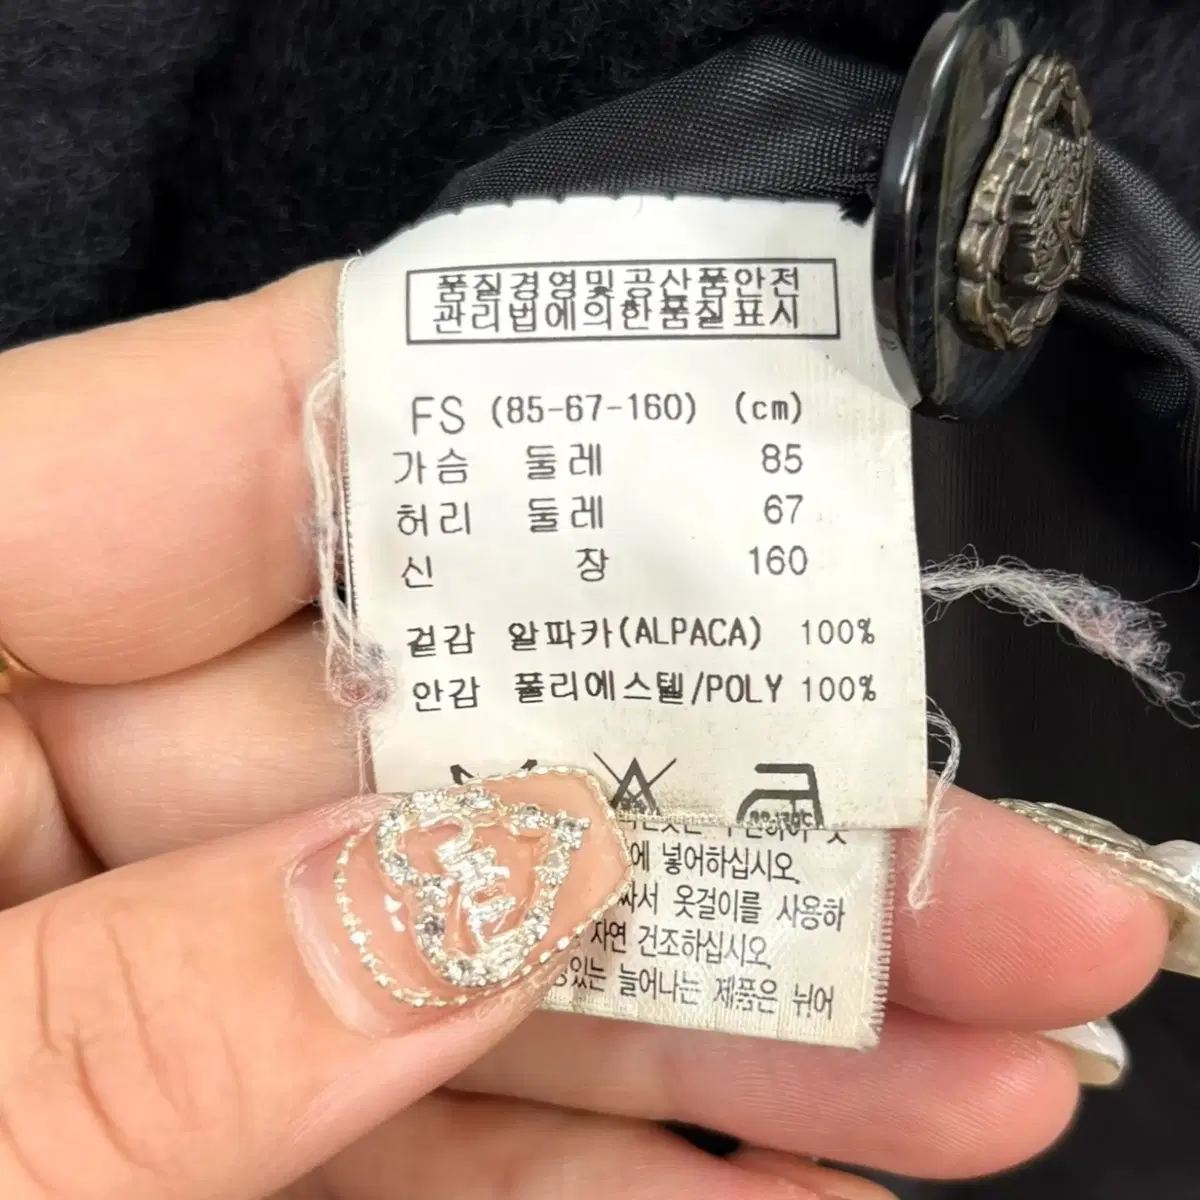 품질경영및공산품안전
관리법에의한품질표시
FS (85-67-160) (cm)
가슴 둘레 85
허리 둘레 67
신 장 160
겉감 알파카(ALPACA) 100%
안감 폴리에스텔/POLY 100%
에 넣어하십시오.
싸서 옷걸이를 사용하
자연 건조하십시오.
있는 늘어나는 제품은 뉘어